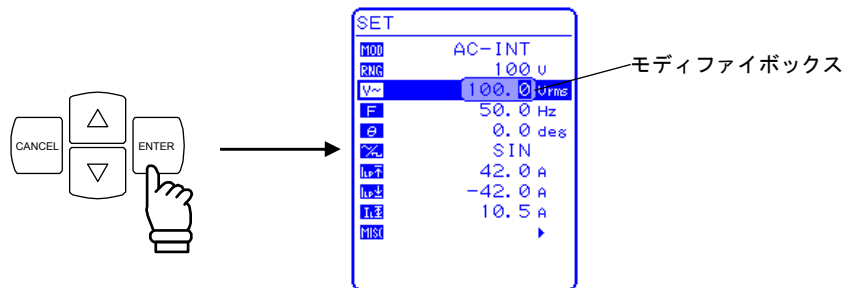 CANCEL
ENTER
SET
MOD AC-INT
RNG 100 V
V~ 100.0 Vrms
F 50.0 Hz
θ 0.0 deg
SIN
42.0 A
-42.0 A
10.5 A
MISC
モディファイボックス